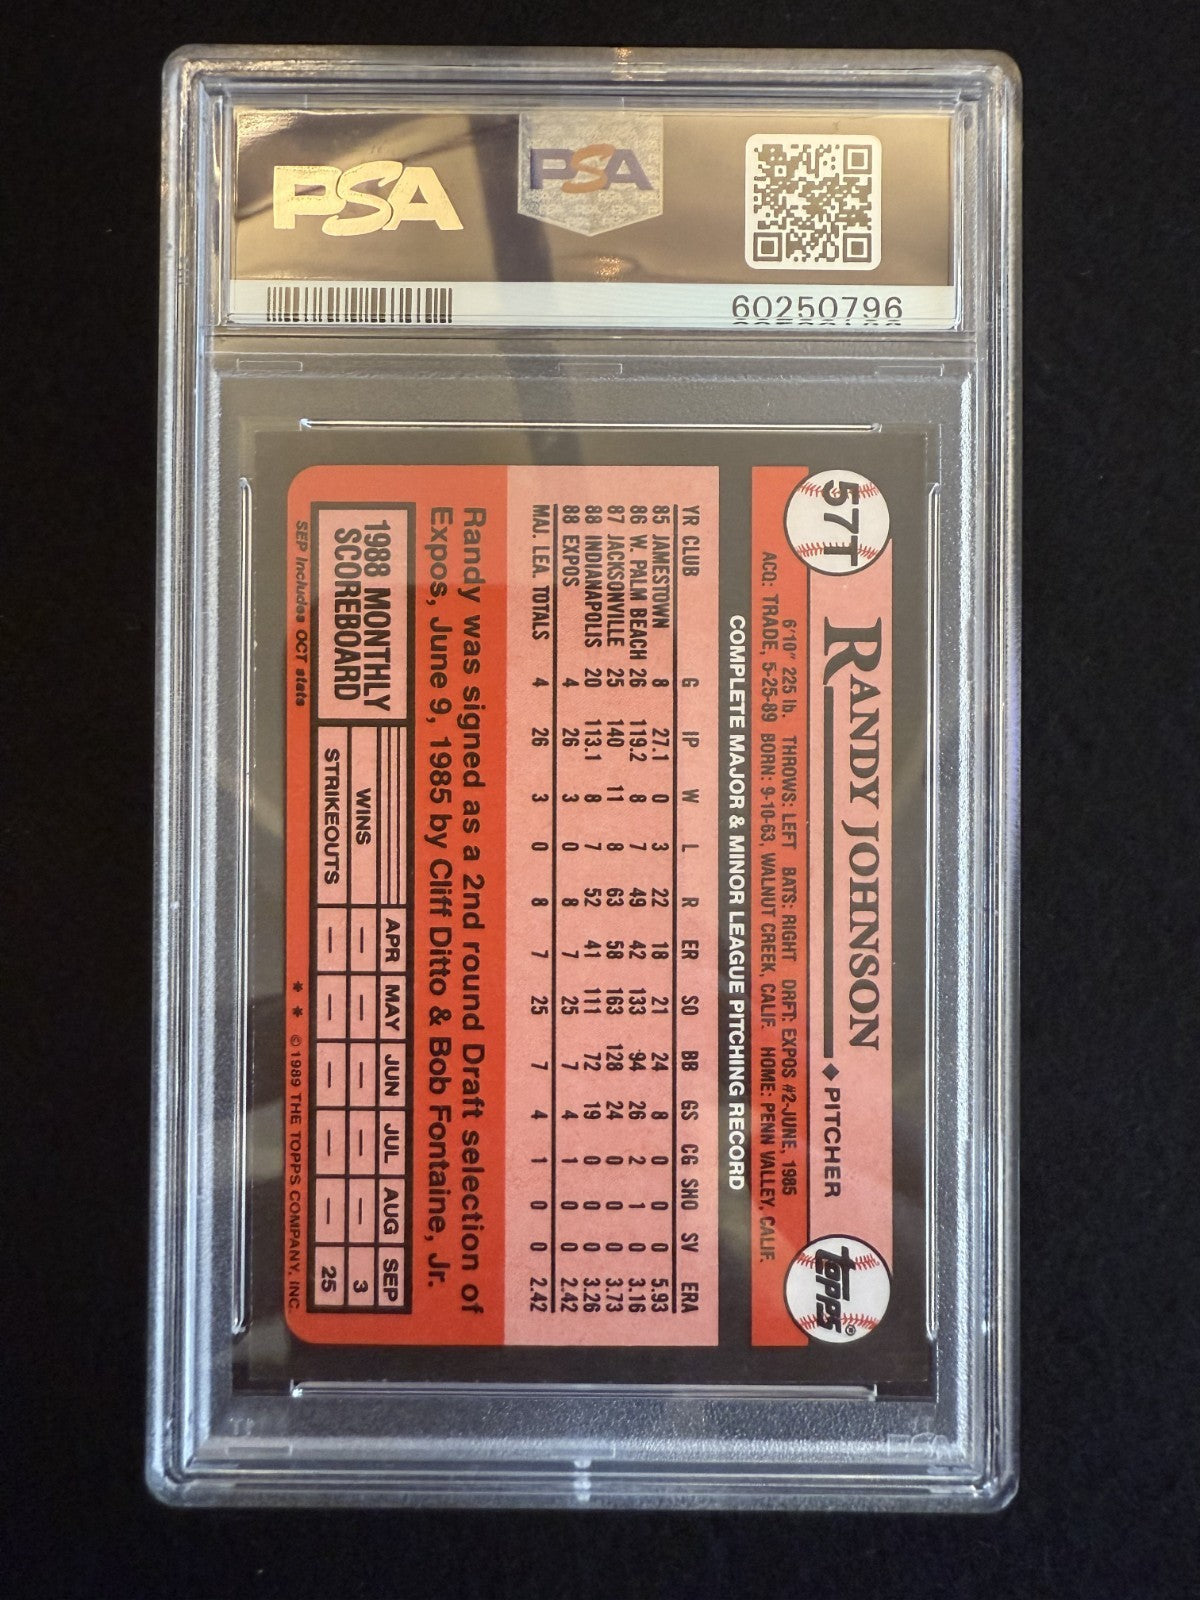 PSA
PSA
60250796
57T
RANDY JOHNSON ◆ PITCHER
topps®
6'10" 225 lb. THROWS: LEFT BATS: RIGHT DRFT: EXPOS #2-JUNE, 1985
ACQ: TRADE, 5-25-89 BORN: 9-10-63, WALNUT CREEK, CALIF. HOME: PENN VALLEY, CALIF.
COMPLETE MAJOR & MINOR LEAGUE PITCHING RECORD
YR CLUB G IP W L R ER SO BB GS CG SHO SV ERA
85 JAMESTOWN 8 27.1 0 3 22 18 21 24 8 0 0 0 5.93
86 W. PALM BEACH 26 119.2 8 7 49 42 133 94 26 2 1 0 3.16
87 JACKSONVILLE 25 140 11 8 63 58 163 128 24 0 0 0 3.73
88 INDIANAPOLIS 20 113.1 8 7 52 41 111 72 19 0 0 0 3.26
88 EXPOS 4 26 3 0 8 7 25 7 4 1 0 0 2.42
MAJ. LEA. TOTALS 4 26 3 0 8 7 25 7 4 1 0 0 2.42
Randy was signed as a 2nd round Draft selection of
Expos, June 9, 1985 by Cliff Ditto & Bob Fontaine, Jr.
1988 MONTHLY
SCOREBOARD
APR MAY JUN JUL AUG SEP
WINS — — — — — 3
STRIKEOUTS — — — — — 25
SEP includes OCT stats
* * © 1989 THE TOPPS COMPANY, INC.